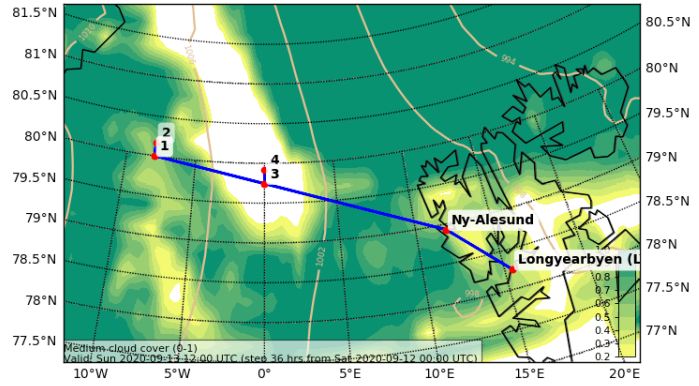 81.5°N
81°N
80.5°N
80°N
79.5°N
79°N
78.5°N
78°N
77.5°N
80.5°N
80°N
79.5°N
79°N
78.5°N
78°N
77.5°N
77°N
1006
994
1002
998
2
1
4
3
Ny-Alesund
Longyearbyen (L
0.8
0.7
0.6
0.5
0.4
0.3
0.2
Medium cloud cover (0-1)
Valid: Sun 2020-09-13 12:00 UTC (step 36 hrs from Sat 2020-09-12 00:00 UTC)
10°W
5°W
0°E
5°E
10°E
15°E
20°E